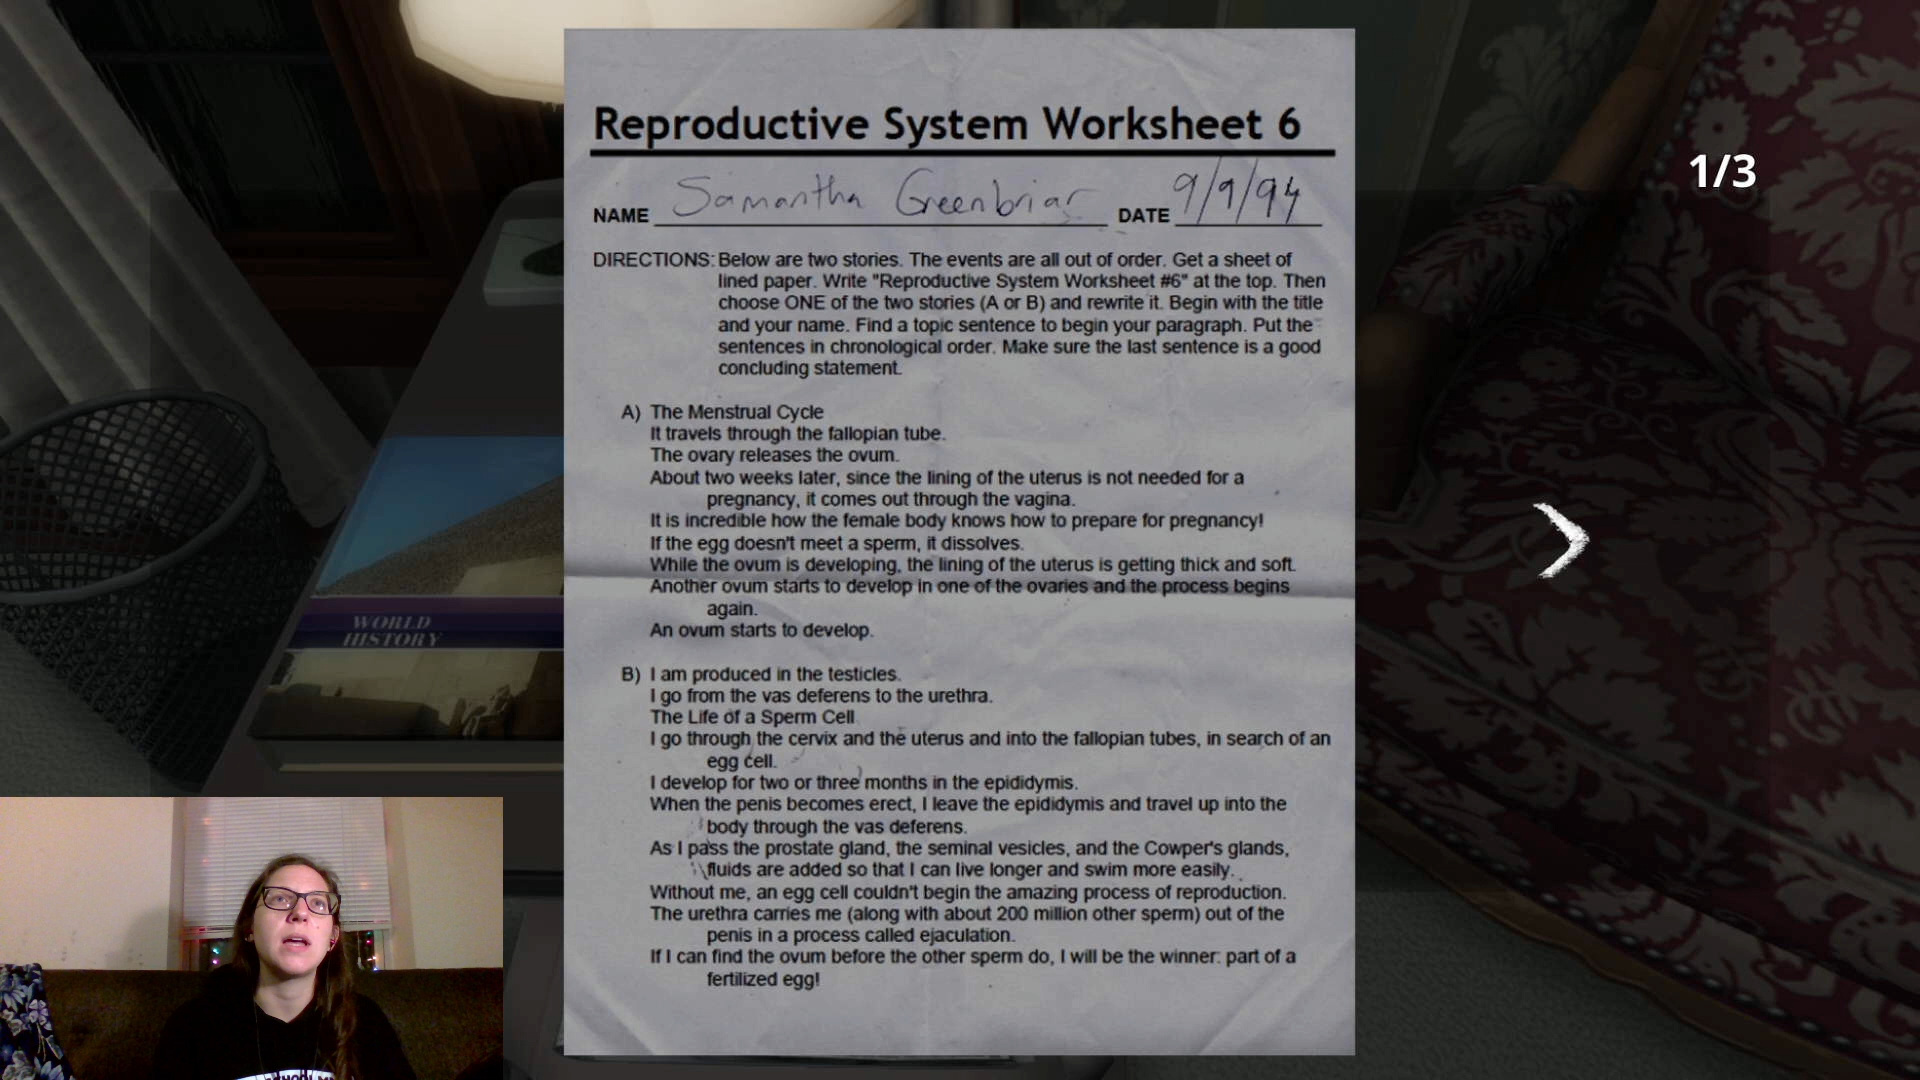 Reproductive System Worksheet 6
1/3
NAME Samantha Greenbriar DATE 9/9/94
DIRECTIONS: Below are two stories. The events are all out of order. Get a sheet of
lined paper. Write "Reproductive System Worksheet #6" at the top. Then
choose ONE of the two stories (A or B) and rewrite it. Begin with the title
and your name. Find a topic sentence to begin your paragraph. Put the
sentences in chronological order. Make sure the last sentence is a good
concluding statement.
A) The Menstrual Cycle
It travels through the fallopian tube.
The ovary releases the ovum.
About two weeks later, since the lining of the uterus is not needed for a
pregnancy, it comes out through the vagina.
It is incredible how the female body knows how to prepare for pregnancy!
If the egg doesn't meet a sperm, it dissolves.
While the ovum is developing, the lining of the uterus is getting thick and soft.
Another ovum starts to develop in one of the ovaries and the process begins
again.
An ovum starts to develop.
B) I am produced in the testicles.
I go from the vas deferens to the urethra.
The Life of a Sperm Cell
I go through the cervix and the uterus and into the fallopian tubes, in search of an
egg cell.
I develop for two or three months in the epididymis.
When the penis becomes erect, I leave the epididymis and travel up into the
body through the vas deferens.
As I pass the prostate gland, the seminal vesicles, and the Cowper's glands,
fluids are added so that I can live longer and swim more easily.
Without me, an egg cell couldn't begin the amazing process of reproduction.
The urethra carries me (along with about 200 million other sperm) out of the
penis in a process called ejaculation.
If I can find the ovum before the other sperm do, I will be the winner: part of a
fertilized egg!
WORLD
HISTORY